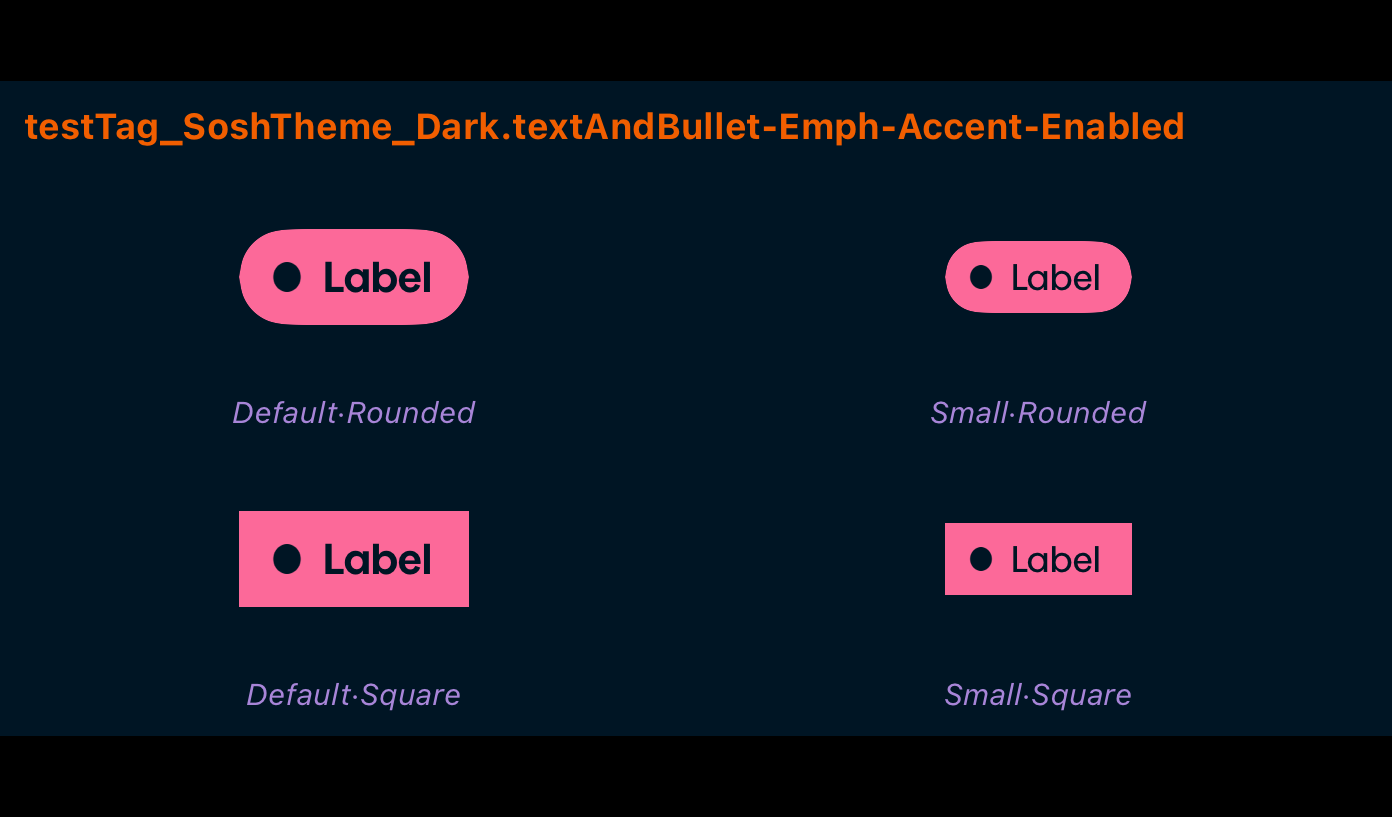 testTag_SoshTheme_Dark.textAndBullet-Emph-Accent-Enabled
Label
Label
Default·Rounded
Small·Rounded
Label
Label
Default·Square
Small·Square